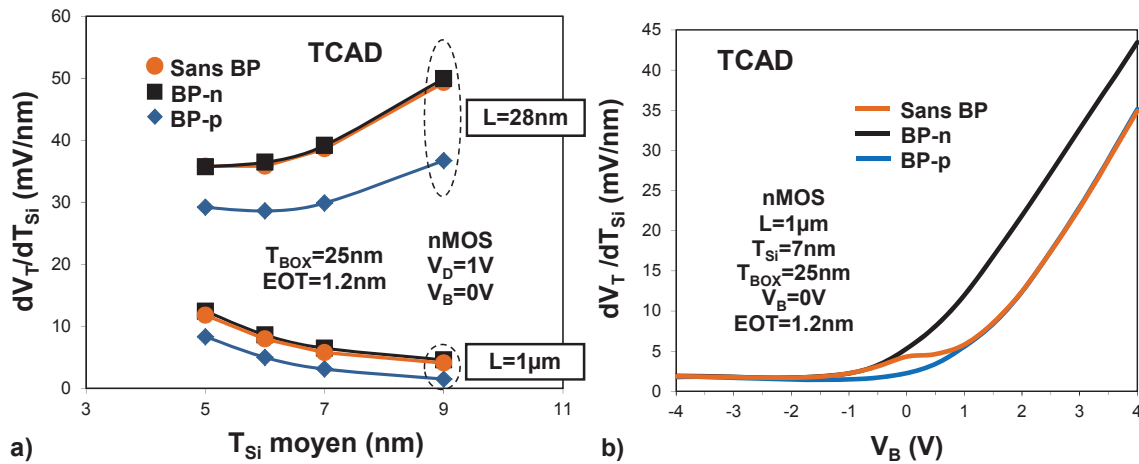 60
50
40
30
20
10
0
dVT/dTSi (mV/nm)
TCAD
Sans BP
BP-n
BP-p
L=28nm
TBOX=25nm
EOT=1.2nm
nMOS
VD=1V
VB=0V
L=1µm
3 5 7 9 11
TSi moyen (nm)
a)
45
40
35
30
25
20
15
10
5
0
dVT /dTSi (mV/nm)
TCAD
Sans BP
BP-n
BP-p
nMOS
L=1µm
TSi=7nm
TBOX=25nm
VB=0V
EOT=1.2nm
-4 -3 -2 -1 0 1 2 3 4
VB (V)
b)